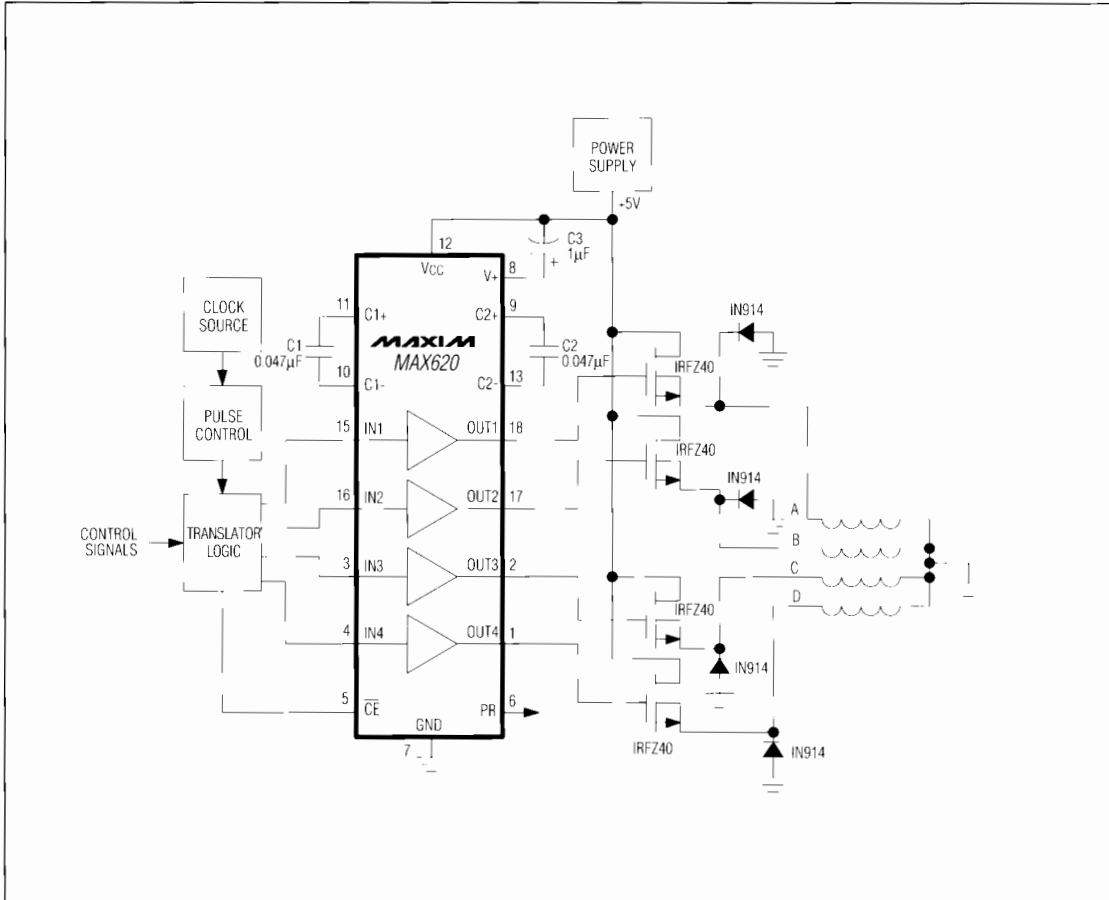 POWER
SUPPLY
+5V
12
VCC
C3
1µF
+
V+ 8
CLOCK
SOURCE
11 C1+
C2+ 9
IN914
C1
0.047µF
MAXIM
MAX620
C2
0.047µF
IRFZ40
10 C1-
C2- 13
PULSE
CONTROL
15 IN1
OUT1 18
IRFZ40
IN914
16 IN2
OUT2 17
A
CONTROL
SIGNALS
TRANSLATOR
LOGIC
B
3 IN3
OUT3 2
C
D
IRFZ40
4 IN4
OUT4 1
IN914
5 CE
PR 6
GND
7
IRFZ40
IN914